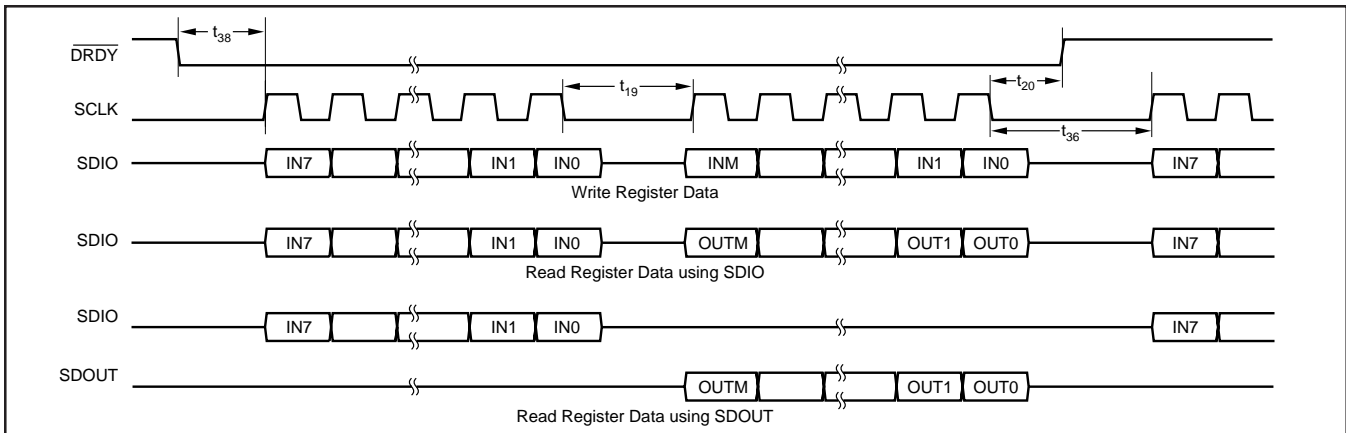 t38
DRDY
t19
t20
SCLK
t36
SDIO IN7 IN1 IN0 INM IN1 IN0 IN7
Write Register Data
SDIO IN7 IN1 IN0 OUTM OUT1 OUT0 IN7
Read Register Data using SDIO
SDIO IN7 IN1 IN0 IN7
SDOUT OUTM OUT1 OUT0
Read Register Data using SDOUT